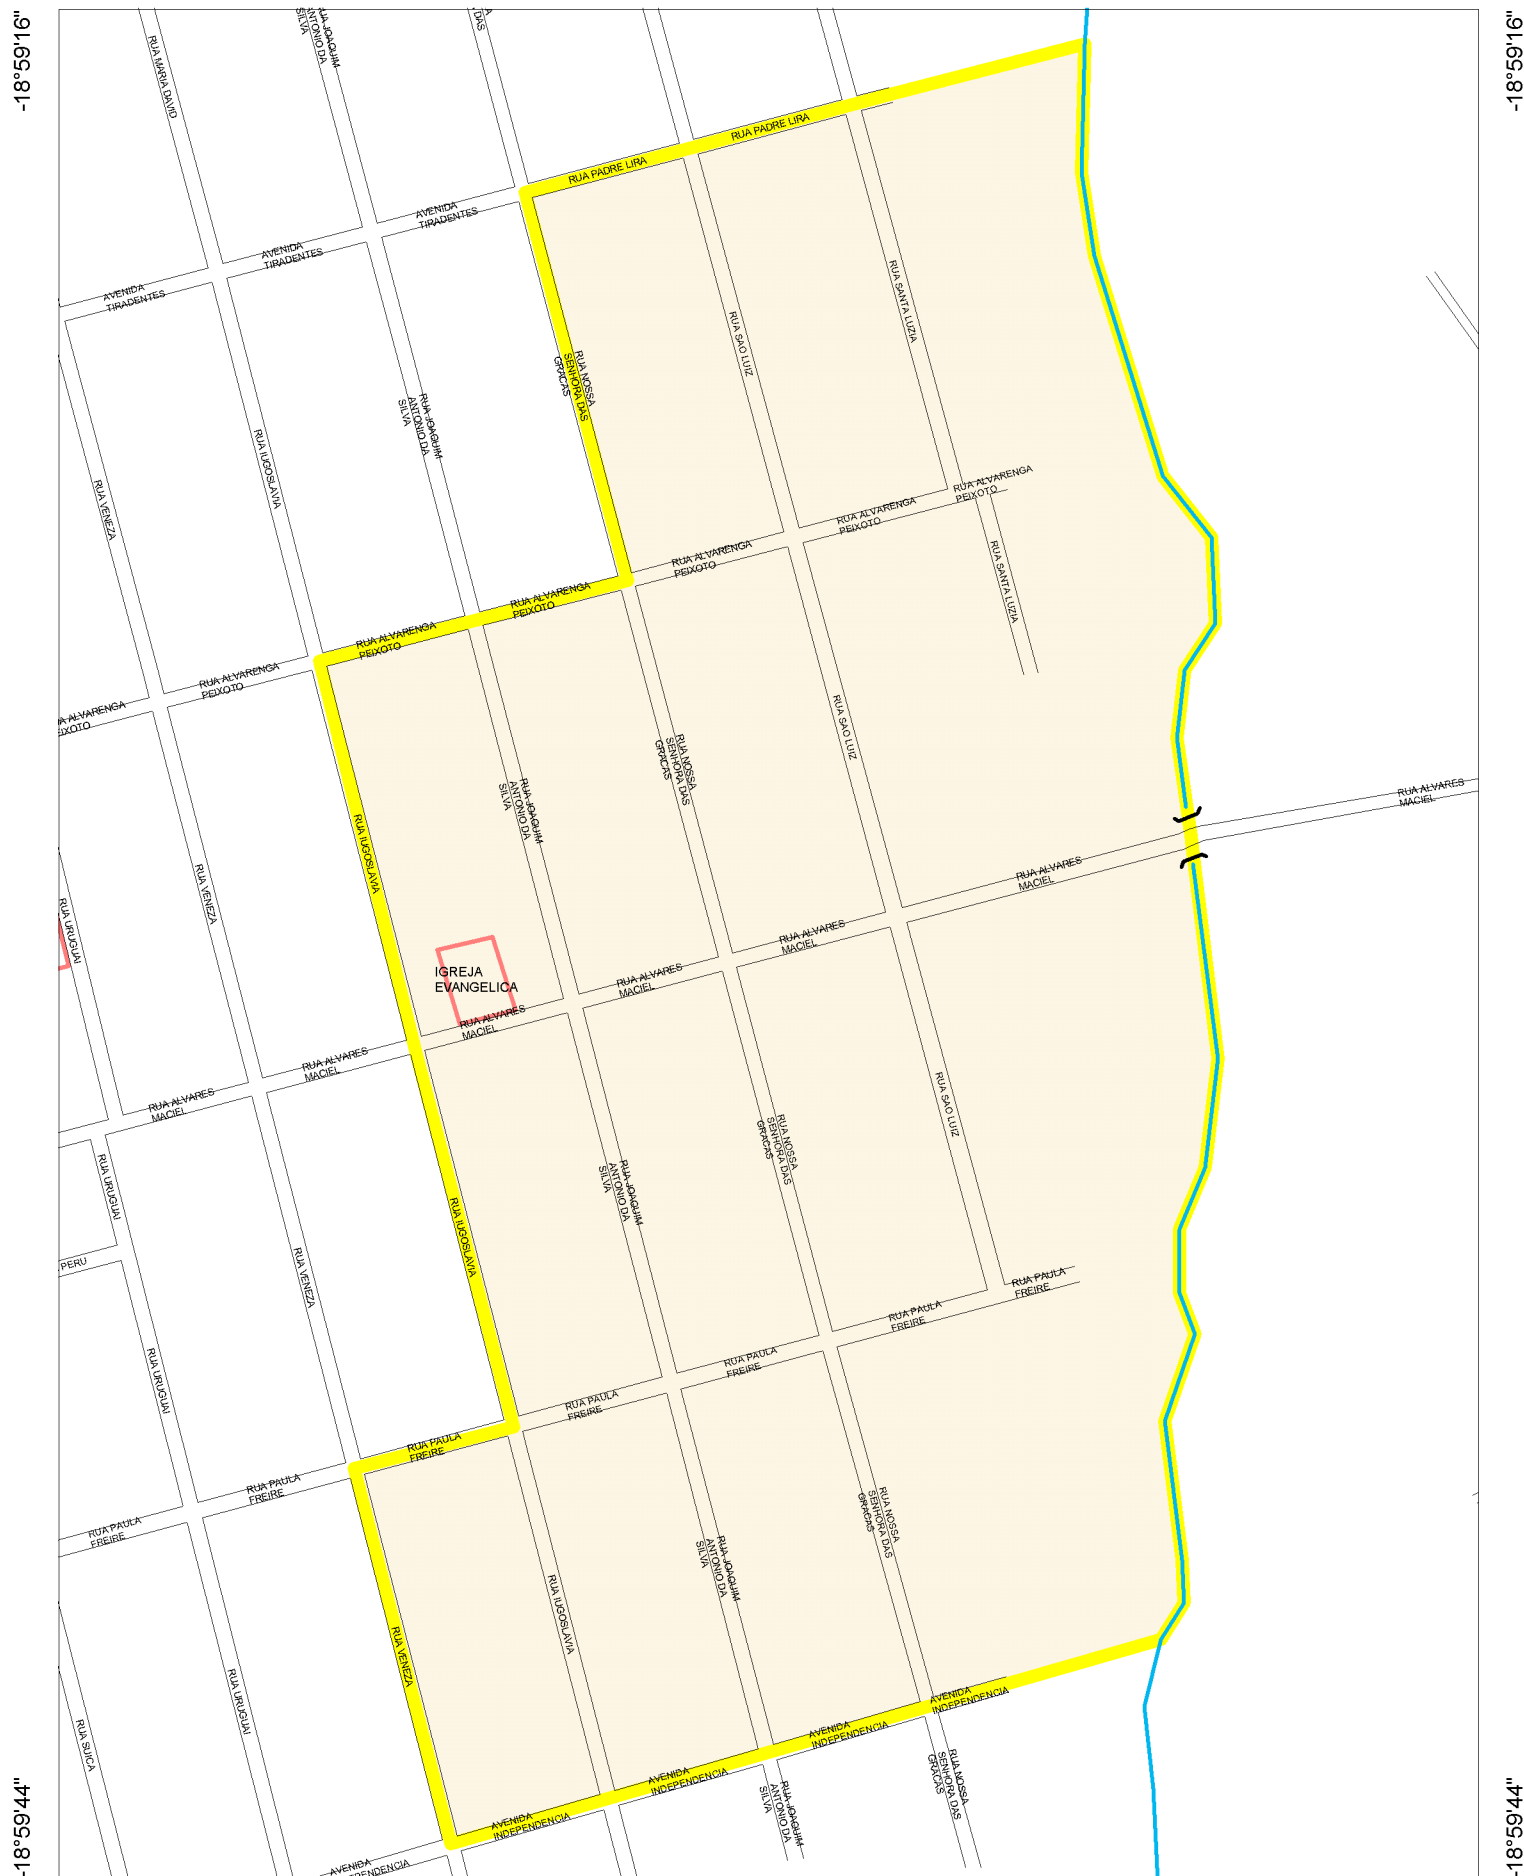 -18°59'16"
-18°59'16"
RUA MARIA DAVID
RUA JOAQUIM
ANTONIO DA
SILVA
DAS
RUA PADRE LIRA
RUA PADRE LIRA
AVENIDA
TIRADENTES
AVENIDA
TIRADENTES
AVENIDA
TIRADENTES
RUA SANTA LUZIA
RUA SAO LUIZ
RUA NOSSA
SENHORA DAS
GRACAS
RUA JOAQUIM
ANTONIO DA
SILVA
RUA IUGOSLAVIA
RUA VENEZA
RUA ALVARENGA
PEIXOTO
RUA ALVARENGA
PEIXOTO
RUA ALVARENGA
PEIXOTO
RUA ALVARENGA
PEIXOTO
RUA ALVARENGA
PEIXOTO
RUA ALVARENGA
PEIXOTO
A ALVARENGA
EIXOTO
RUA SANTA LUZIA
RUA SAO LUIZ
RUA NOSSA
SENHORA DAS
GRACAS
RUA JOAQUIM
ANTONIO DA
SILVA
RUA IUGOSLAVIA
RUA VENEZA
RUA URUGUAI
RUA ALVARES
MACIEL
RUA ALVARES
MACIEL
RUA ALVARES
MACIEL
RUA ALVARES
MACIEL
IGREJA
EVANGELICA
RUA ALVARES
MACIEL
RUA ALVARES
MACIEL
RUA ALVARES
MACIEL
RUA SAO LUIZ
RUA NOSSA
SENHORA DAS
GRACAS
RUA JOAQUIM
ANTONIO DA
SILVA
RUA IUGOSLAVIA
RUA VENEZA
RUA URUGUAI
PERU
RUA URUGUAI
RUA PAULA
FREIRE
RUA PAULA
FREIRE
RUA PAULA
FREIRE
RUA PAULA
FREIRE
RUA PAULA
FREIRE
RUA PAULA
FREIRE
RUA PAULA
FREIRE
RUA NOSSA
SENHORA DAS
GRACAS
RUA JOAQUIM
ANTONIO DA
SILVA
RUA IUGOSLAVIA
RUA VENEZA
RUA URUGUAI
RUA SUICA
AVENIDA
INDEPENDENCIA
AVENIDA
INDEPENDENCIA
AVENIDA
INDEPENDENCIA
AVENIDA
INDEPENDENCIA
AVENIDA
PENDENCIA
RUA NOSSA
SENHORA DAS
GRACAS
RUA JOAQUIM
ANTONIO DA
SILVA
-18°59'44"
-18°59'44"